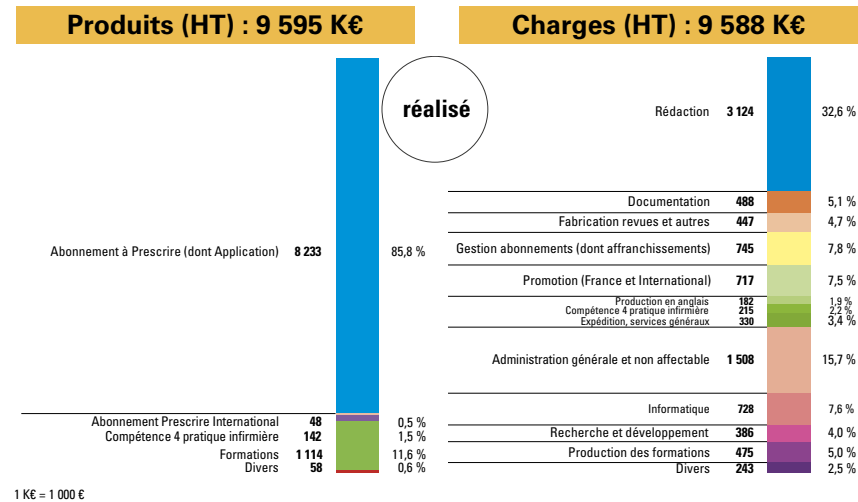 Produits (HT) : 9 595 K€
réalisé
Abonnement à Prescrire (dont Application) 8 233 85,8 %
Abonnement Prescrire International 48 0,5 %
Compétence 4 pratique infirmière 142 1,5 %
Formations 1 114 11,6 %
Divers 58 0,6 %
1 K€ = 1 000 €
Charges (HT) : 9 588 K€
Rédaction 3 124 32,6 %
Documentation 488 5,1 %
Fabrication revues et autres 447 4,7 %
Gestion abonnements (dont affranchissements) 745 7,8 %
Promotion (France et International) 717 7,5 %
Production en anglais 182 1,9 %
Compétence 4 pratique infirmière 215 2,2 %
Expédition, services généraux 330 3,4 %
Administration générale et non affectable 1 508 15,7 %
Informatique 728 7,6 %
Recherche et développement 386 4,0 %
Production des formations 475 5,0 %
Divers 243 2,5 %